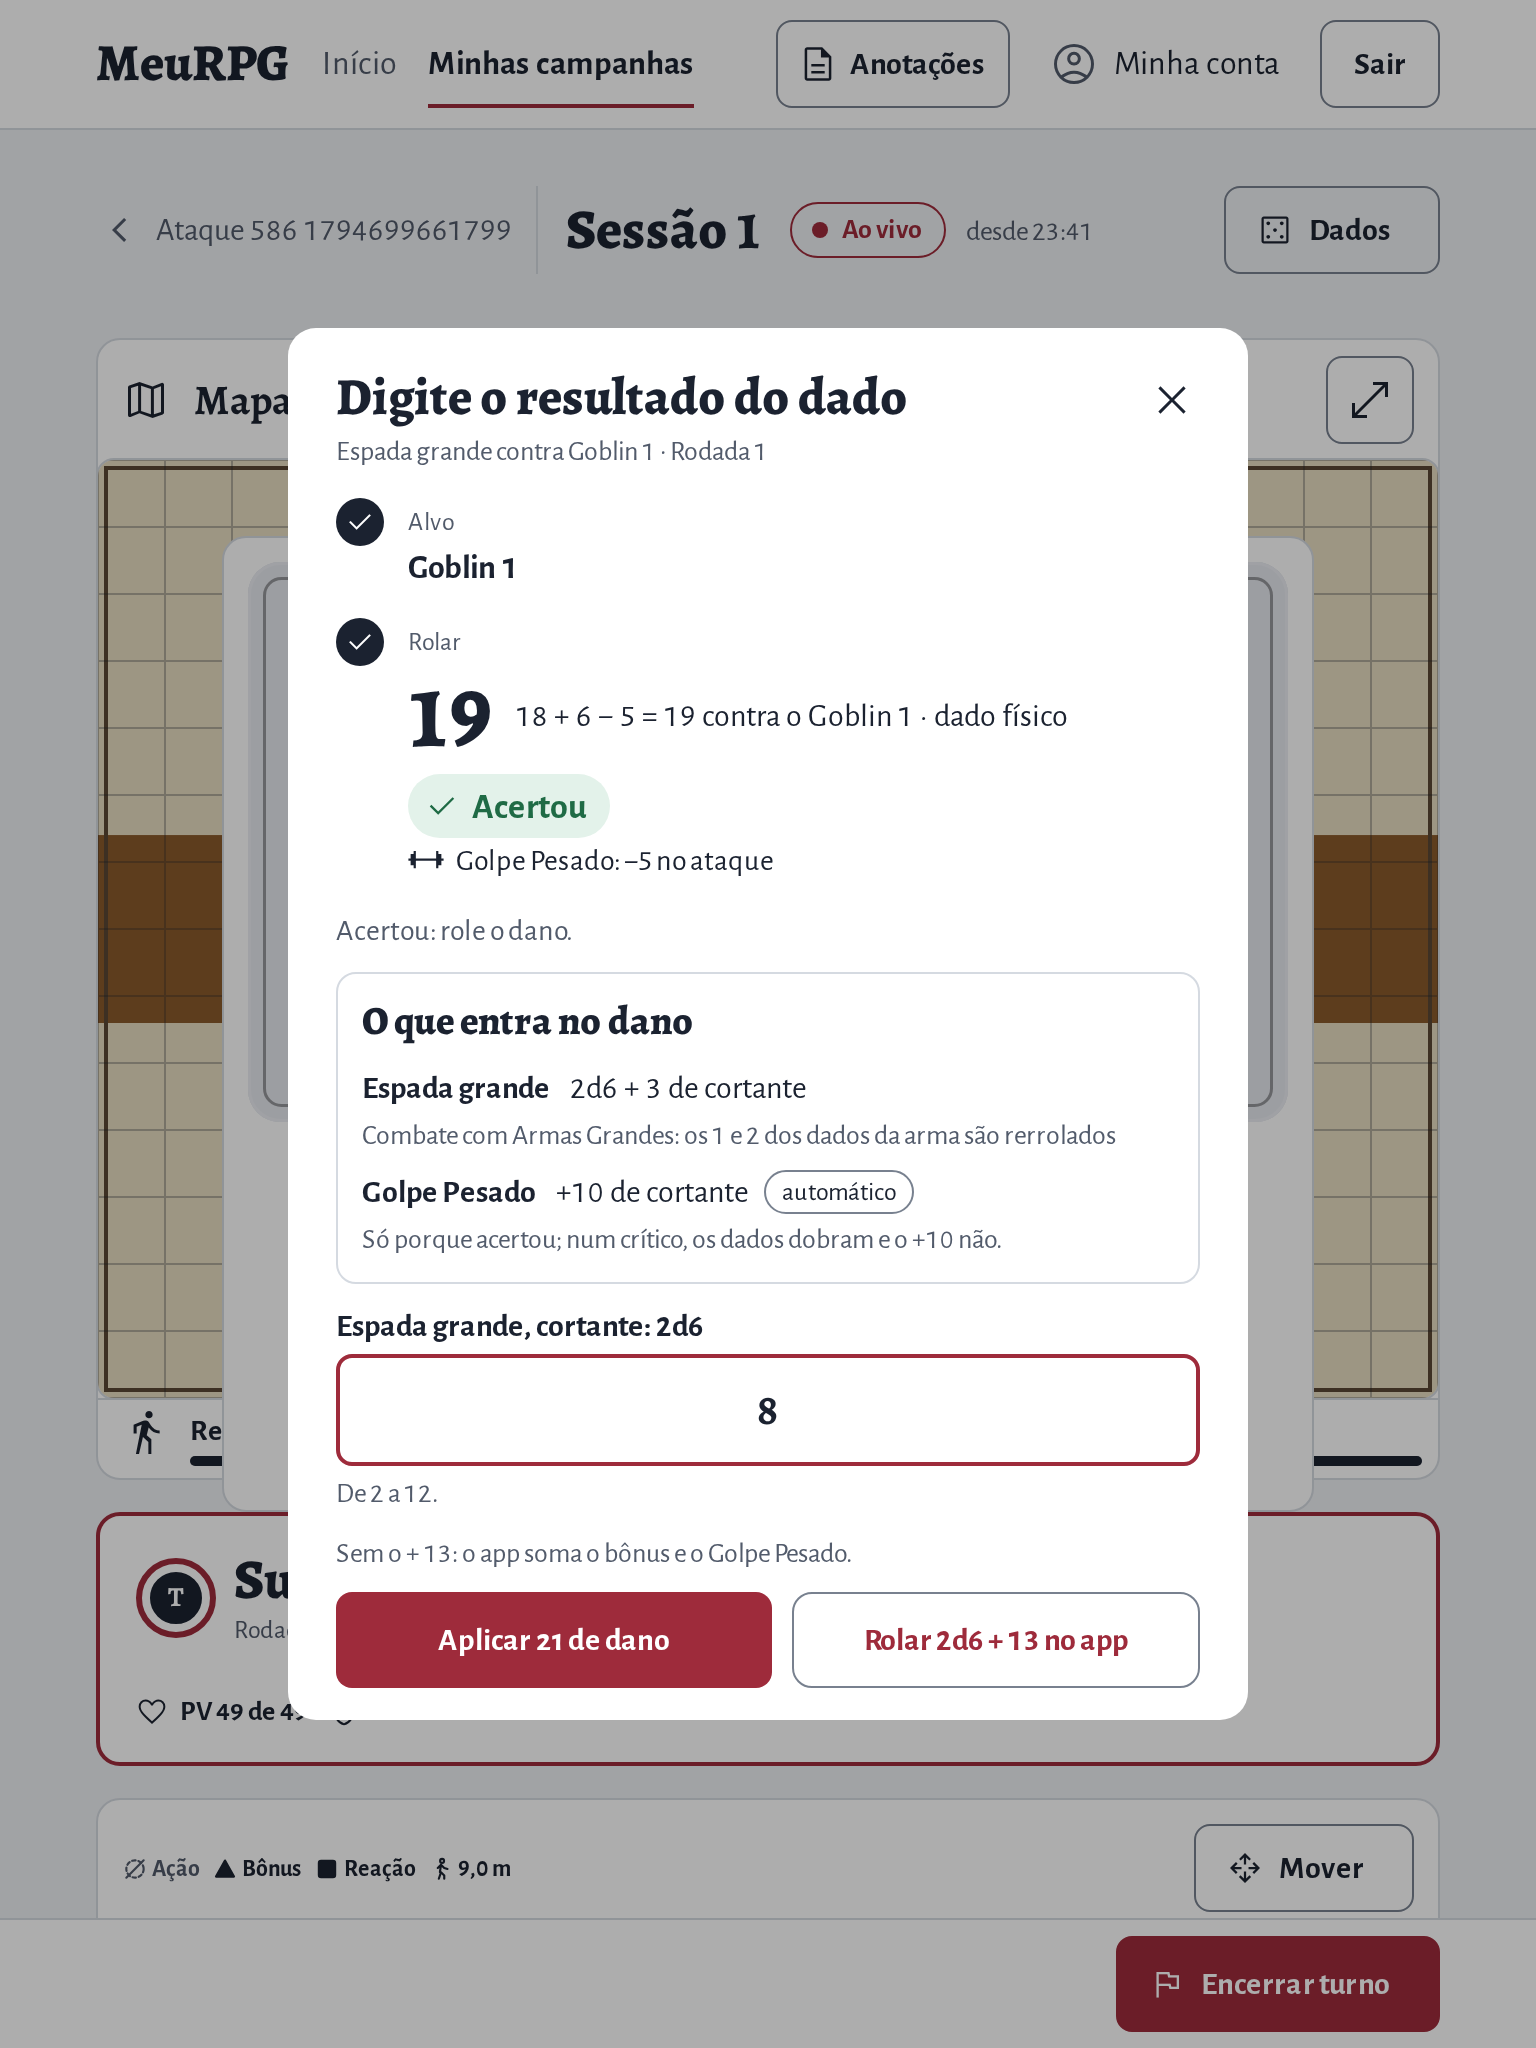 MeuRPG Início Minhas campanhas Anotações Minha conta Sair
Ataque 586 1794699661799 Sessão 1 Ao vivo desde 23:41 Dados
Mapa
Digite o resultado do dado
Espada grande contra Goblin 1 · Rodada 1
Alvo
Goblin 1
Rolar
19 18 + 6 − 5 = 19 contra o Goblin 1 · dado físico
Acertou
Golpe Pesado: −5 no ataque
Acertou: role o dano.
O que entra no dano
Espada grande 2d6 + 3 de cortante
Combate com Armas Grandes: os 1 e 2 dos dados da arma são rerrolados
Golpe Pesado +10 de cortante automático
Só porque acertou; num crítico, os dados dobram e o +10 não.
Espada grande, cortante: 2d6
8
De 2 a 12.
Sem o + 13: o app soma o bônus e o Golpe Pesado.
Aplicar 21 de dano Rolar 2d6 + 13 no app
T
PV 49 de
Ação Bônus Reação 9,0 m Mover
Encerrar turno